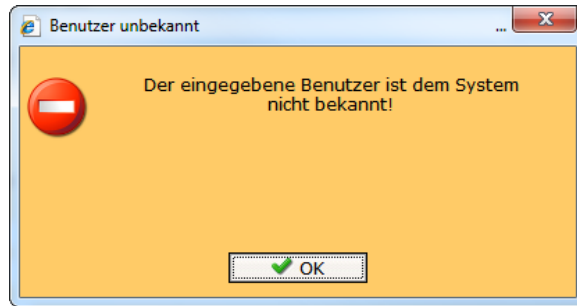 Benutzer unbekannt ...
Der eingegebene Benutzer ist dem System
nicht bekannt!
OK